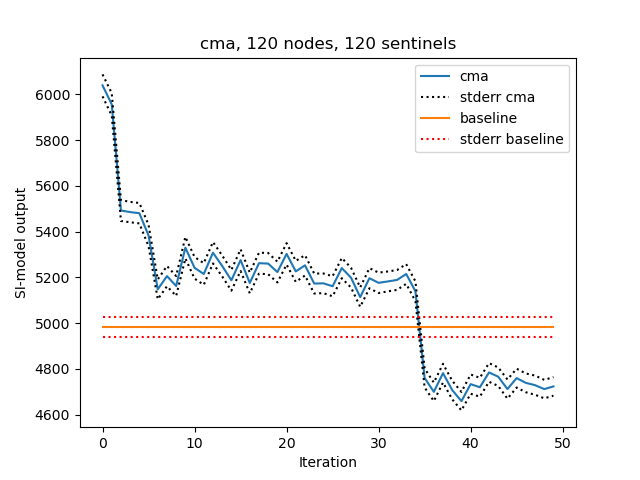 cma, 120 nodes, 120 sentinels
cma
stderr cma
baseline
stderr baseline
SI-model output
6000
5800
5600
5400
5200
5000
4800
4600
0 10 20 30 40 50
Iteration